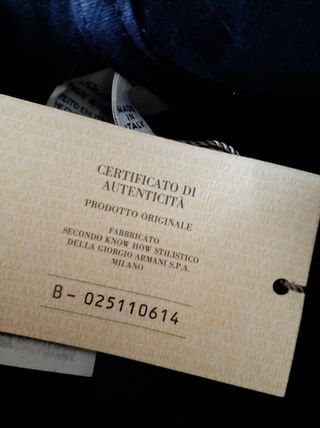 MADE
IN
ITALY
CERTIFICATO DI
AUTENTICITÀ
PRODOTTO ORIGINALE
FABBRICATO
SECONDO KNOW HOW STILISTICO
DELLA GIORGIO ARMANI S.P.A.
MILANO
B- 025110614